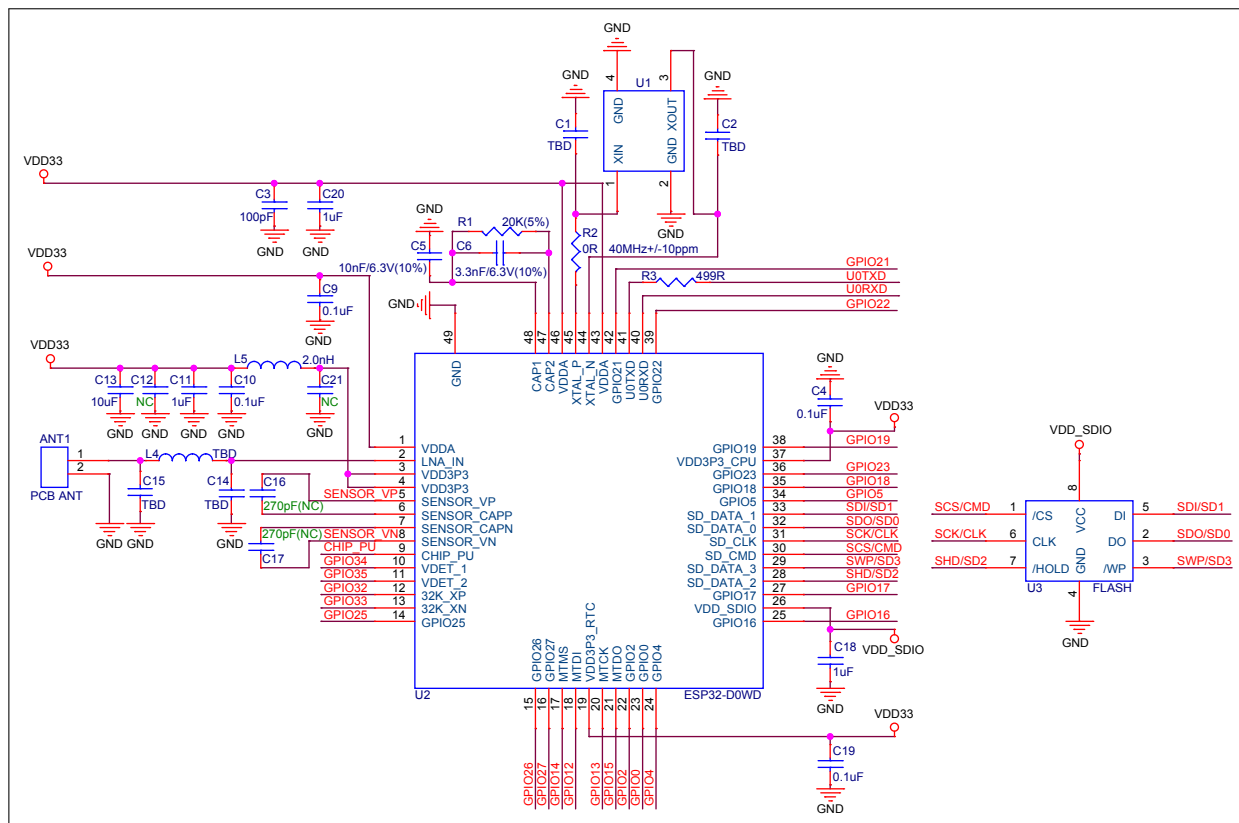 GND
GND
GND
U1
4
3
GND
XOUT
XIN
GND
1
2
C1
TBD
C2
TBD
GND
VDD33
C3
100pF
C20
1uF
GND
GND
GND
R1
20K(5%)
C5
C6
10nF/6.3V(10%)
3.3nF/6.3V(10%)
R2
0R
40MHz+/-10ppm
GPIO21
R3
499R
U0TXD
U0RXD
GPIO22
VDD33
C9
0.1uF
GND
GND
49
48
47
46
45
44
43
42
41
40
39
GND
CAP1
CAP2
VDDA
XTAL_P
XTAL_N
VDDA
GPIO21
U0TXD
U0RXD
GPIO22
VDD33
L5
2.0nH
C13
10uF
C12
NC
C11
1uF
C10
0.1uF
C21
NC
GND
GND
GND
GND
GND
ANT1
1
2
PCB ANT
L4
TBD
C15
TBD
C14
TBD
C16
270pF(NC)
270pF(NC)
C17
GND
GND
GND
1
VDDA
2
LNA_IN
3
VDD3P3
4
VDD3P3
SENSOR_VP
5
SENSOR_VP
6
SENSOR_CAPP
7
SENSOR_CAPN
SENSOR_VN
8
SENSOR_VN
CHIP_PU
9
CHIP_PU
GPIO34
10
VDET_1
GPIO35
11
VDET_2
GPIO32
12
32K_XP
GPIO33
13
32K_XN
GPIO25
14
GPIO25
GND
C4
0.1uF
VDD33
GPIO19
38
GPIO19
VDD3P3_CPU
37
GPIO23
36
GPIO23
GPIO18
35
GPIO18
GPIO5
34
GPIO5
SD_DATA_1
33
SDI/SD1
SD_DATA_0
32
SDO/SD0
SD_CLK
31
SCK/CLK
SD_CMD
30
SCS/CMD
SD_DATA_3
29
SWP/SD3
SD_DATA_2
28
SHD/SD2
GPIO17
27
GPIO17
VDD_SDIO
26
GPIO16
25
GPIO16
VDD_SDIO
C18
1uF
GND
GPIO26
GPIO27
MTMS
MTDI
VDD3P3_RTC
MTCK
MTDO
GPIO2
GPIO0
GPIO4
U2
ESP32-D0WD
15
16
17
18
19
20
21
22
23
24
GPIO26
GPIO27
GPIO14
GPIO12
GPIO13
GPIO15
GPIO2
GPIO0
GPIO4
VDD33
C19
0.1uF
GND
VDD_SDIO
8
SCS/CMD
1
/CS
VCC
DI
5
SDI/SD1
SCK/CLK
6
CLK
DO
2
SDO/SD0
SHD/SD2
7
/HOLD
GND
/WP
3
SWP/SD3
U3
4
FLASH
GND